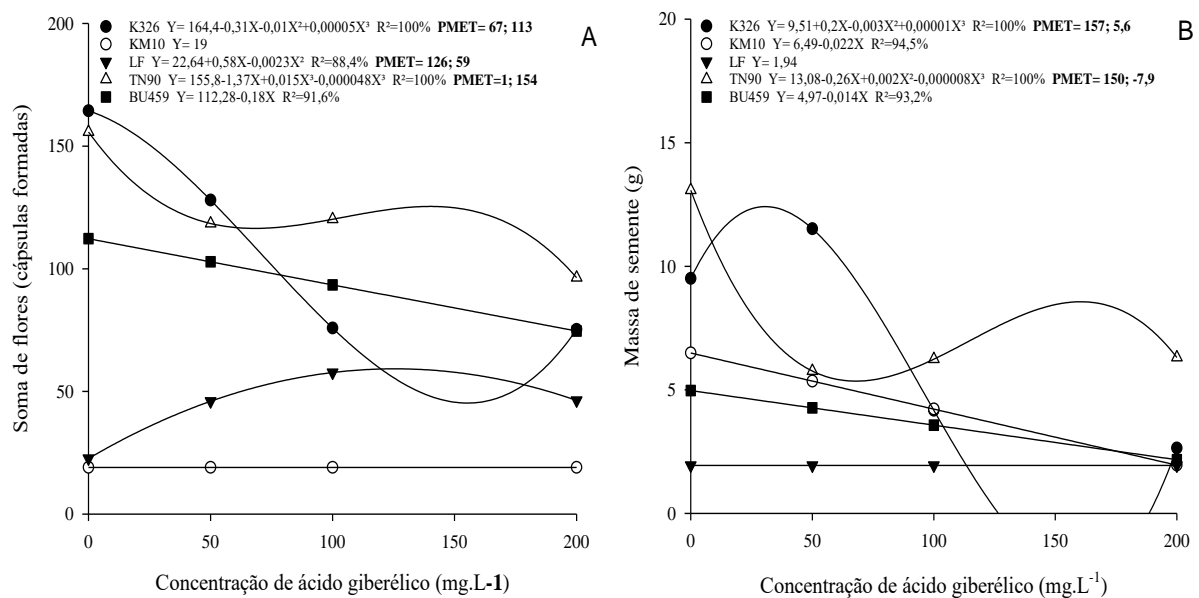 K326 Y= 164,4-0,31X-0,01X²+0,00005X³ R²=100% PMET= 67; 113
KM10 Y= 19
LF Y= 22,64+0,58X-0,0023X² R²=88,4% PMET= 126; 59
TN90 Y= 155,8-1,37X+0,015X²-0,000048X³ R²=100% PMET=1; 154
BU459 Y= 112,28-0,18X R²=91,6%
A
200
150
100
50
0
Soma de flores (cápsulas formadas)
0 50 100 150 200
Concentração de ácido giberélico (mg.L-1)
K326 Y= 9,51+0,2X-0,003X²+0,00001X³ R²=100% PMET= 157; 5,6
KM10 Y= 6,49-0,022X R²=94,5%
LF Y= 1,94
TN90 Y= 13,08-0,26X+0,002X²-0,000008X³ R²=100% PMET= 150; -7,9
BU459 Y= 4,97-0,014X R²=93,2%
B
20
15
10
5
0
Massa de semente (g)
0 50 100 150 200
Concentração de ácido giberélico (mg.L⁻¹)